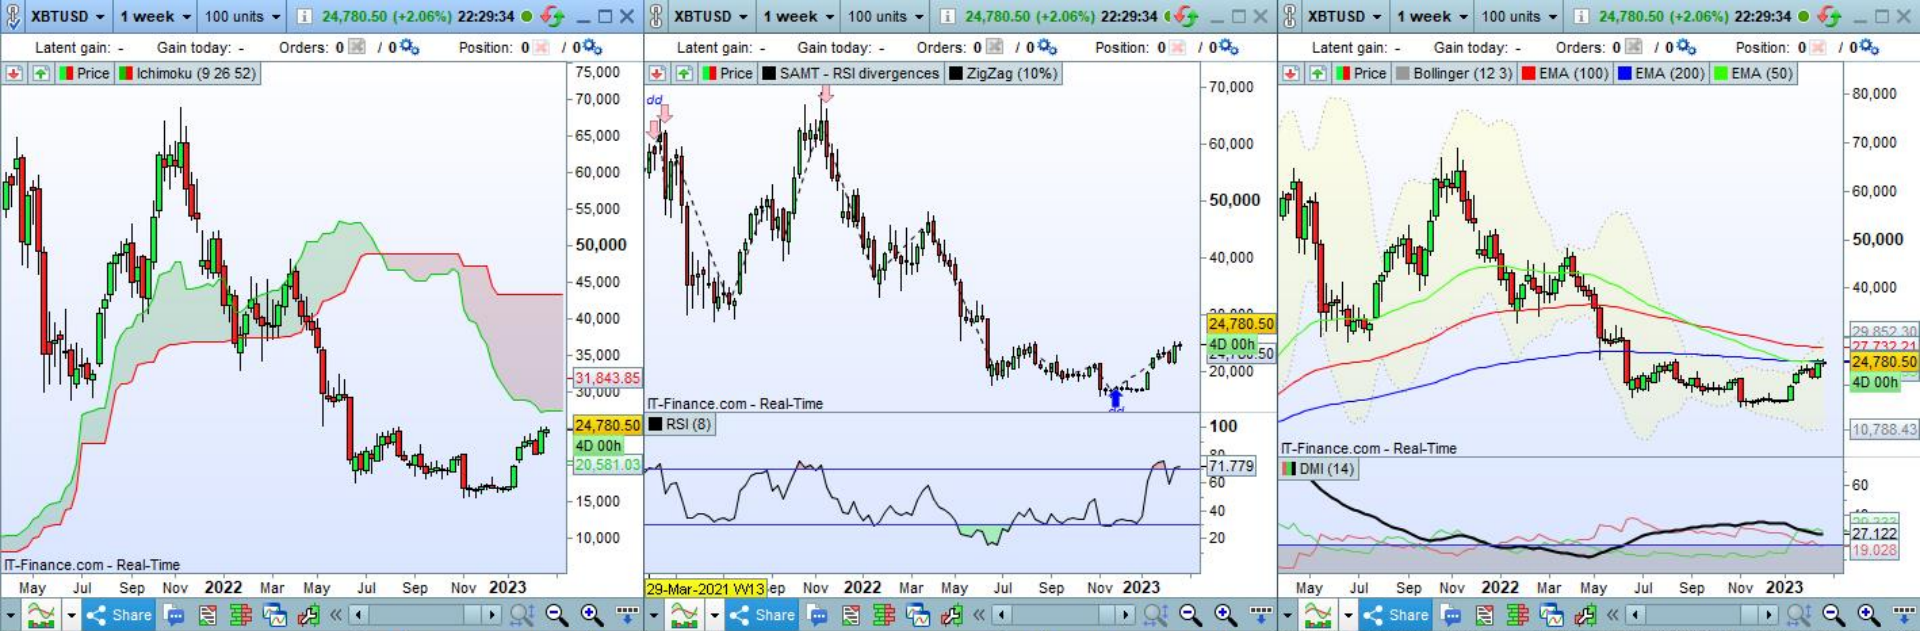 XBTUSD 1 week 100 units 24,780.50 (+2.06%) 22:29:34
Latent gain: - Gain today: - Orders: 0 / 0 Position: 0 / 0
Price Ichimoku (9 26 52)
75,000
70,000
65,000
60,000
55,000
50,000
45,000
40,000
35,000
31,843.85
30,000
24,780.50
4D 00h
20,581.03
15,000
10,000
IT-Finance.com - Real-Time
May Jul Sep Nov 2022 Mar May Jul Sep Nov 2023
Share
XBTUSD 1 week 100 units 24,780.50 (+2.06%) 22:29:34
Latent gain: - Gain today: - Orders: 0 / 0 Position: 0 / 0
Price SAMT - RSI divergences ZigZag (10%)
dd
70,000
60,000
50,000
40,000
24,780.50
4D 00h
20,000
IT-Finance.com - Real-Time
RSI (8)
100
71.779
60
40
20
29-Mar-2021 W13 ep Nov 2022 Mar May Jul Sep Nov 2023
Share
XBTUSD 1 week 100 units 24,780.50 (+2.06%) 22:29:34
Latent gain: - Gain today: - Orders: 0 / 0 Position: 0 / 0
Price Bollinger (12 3) EMA (100) EMA (200) EMA (50)
80,000
70,000
60,000
50,000
40,000
29,852.30
27,732.21
24,780.50
4D 00h
10,788.43
IT-Finance.com - Real-Time
DMI (14)
60
27.122
19.028
May Jul Sep Nov 2022 Mar May Jul Sep Nov 2023
Share